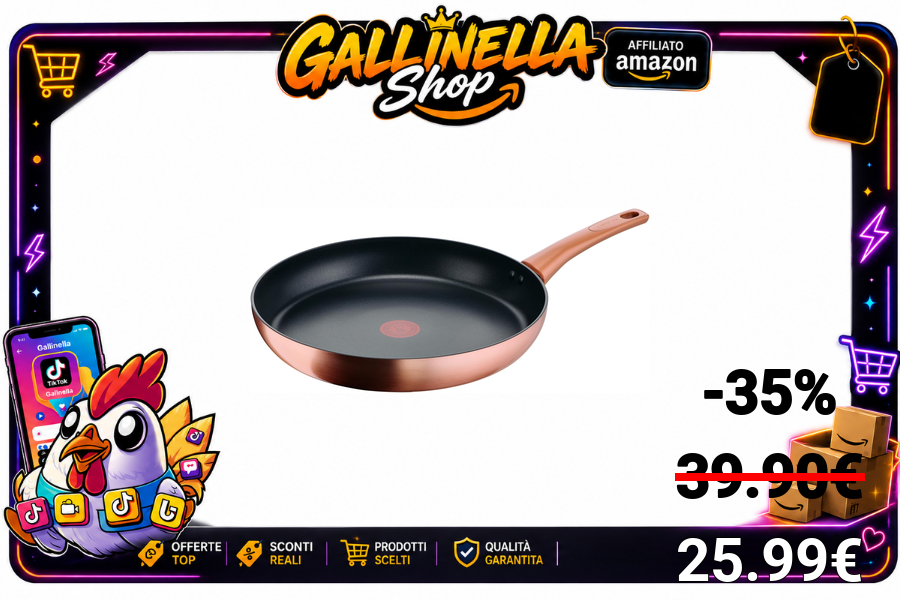 GALLINELLA
Shop
AFFILIATO
amazon
Gallinella
TikTok
Gallinella
-35%
39.90€
25.99€
OFFERTE
TOP
SCONTI
REALI
PRODOTTI
SCELTI
QUALITÀ
GARANTITA